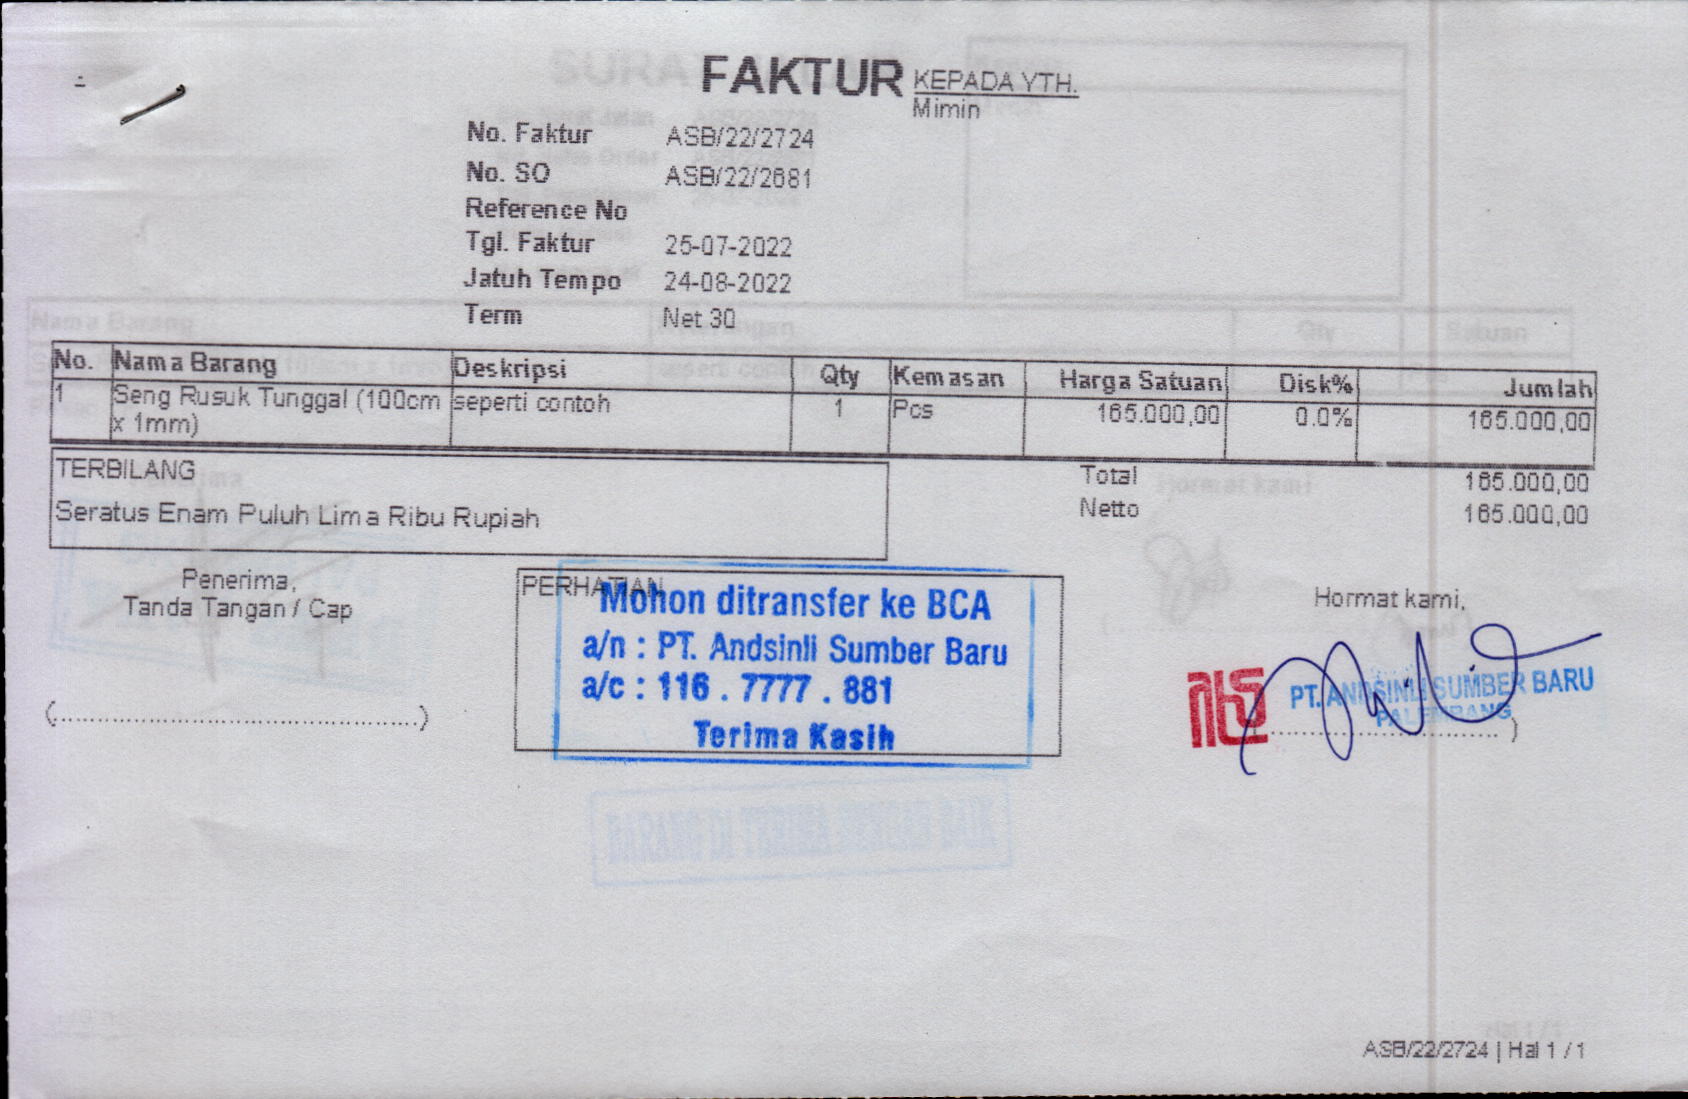 FAKTUR
KEPADA YTH.
Mimin
No. Faktur ASB/22/2724
No. SO ASB/22/2681
Reference No
Tgl. Faktur 25-07-2022
Jatuh Tempo 24-08-2022
Term Net 30
No. Nama Barang Deskripsi Qty Kemasan Harga Satuan Disk% Jumlah
1 Seng Rusuk Tunggal (100cm seperti contoh 1 Pcs 165.000,00 0.0% 165.000,00
x 1mm)
TERBILANG
Seratus Enam Puluh Lima Ribu Rupiah
Total 165.000,00
Netto 165.000,00
Penerima,
Tanda Tangan / Cap
(........................................................)
PERHATIAN
Mohon ditransfer ke BCA
a/n : PT. Andsinli Sumber Baru
a/c : 116 . 7777 . 881
Terima Kasih
Hormat kami,
PT. ANDSINLI SUMBER BARU
PALEMBANG
ASB/22/2724 | Hal 1 / 1